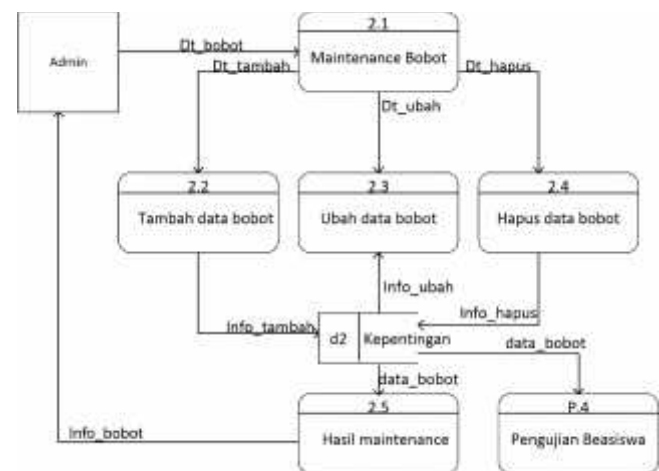 2.1
Admin
Dt_bobot
Maintenance Bobot
Dt_tambah
Dt_hapus
Dt_ubah
2.2
2.3
2.4
Tambah data bobot
Ubah data bobot
Hapus data bobot
Info_ubah
Info_hapus
Info_tambah
d2
Kepentingan
data_bobot
data_bobot
2.5
P.4
Info_bobot
Hasil maintenance
Pengujian Beasiswa